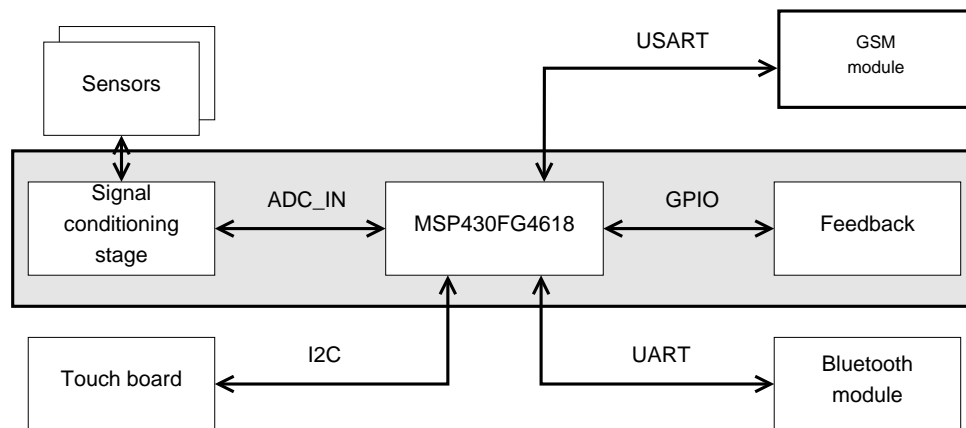 USART
GSM
module
Sensors
Signal
conditioning
stage
ADC_IN
MSP430FG4618
GPIO
Feedback
Touch board
I2C
UART
Bluetooth
module